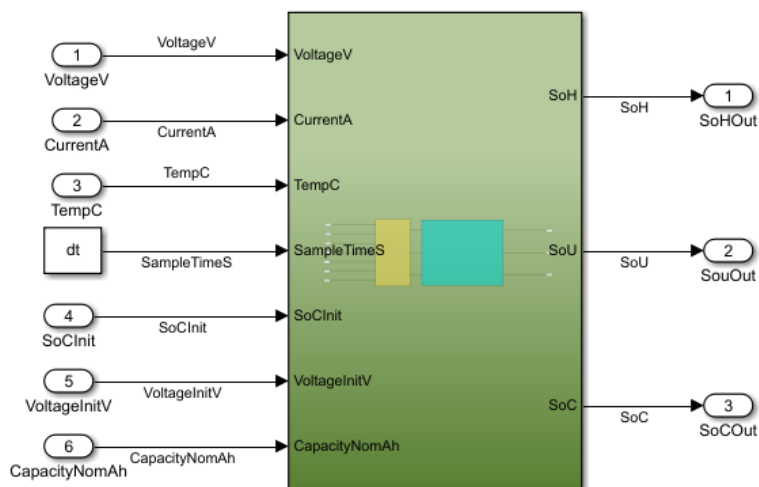 1 VoltageV VoltageV
VoltageV
SoH 1
SoH
SoHOut
2 CurrentA
CurrentA
CurrentA
3 TempC
TempC
TempC
dt SampleTimeS
SampleTimeS
SoU 2
SoU
SouOut
4 SoCInit
SoCInit
SoCInit
5 VoltageInitV
VoltageInitV
VoltageInitV
SoC 3
SoC
SoCOut
6 CapacityNomAh
CapacityNomAh
CapacityNomAh